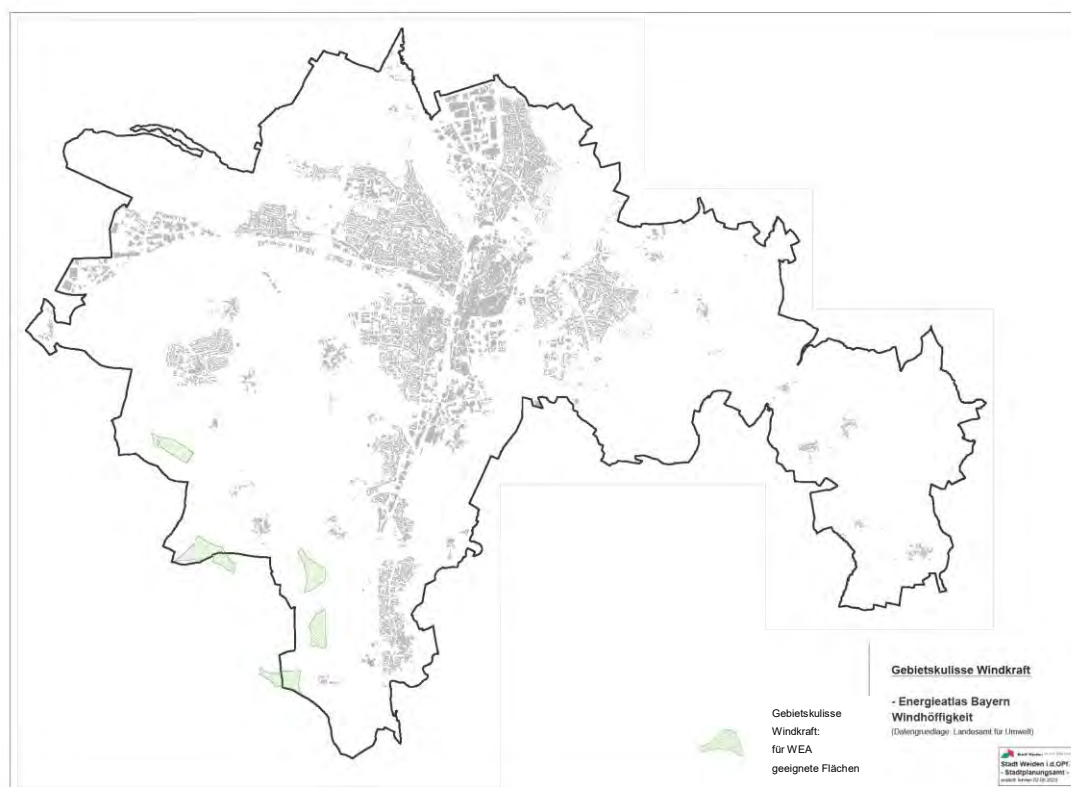 Gebietskulisse Windkraft
- Energieatlas Bayern
Windhöffigkeit
(Datengrundlage: Landesamt für Umwelt)
Gebietskulisse
Windkraft:
für WEA
geeignete Flächen
Stadt Weiden i.d.OPf.
- Stadtplanungsamt -